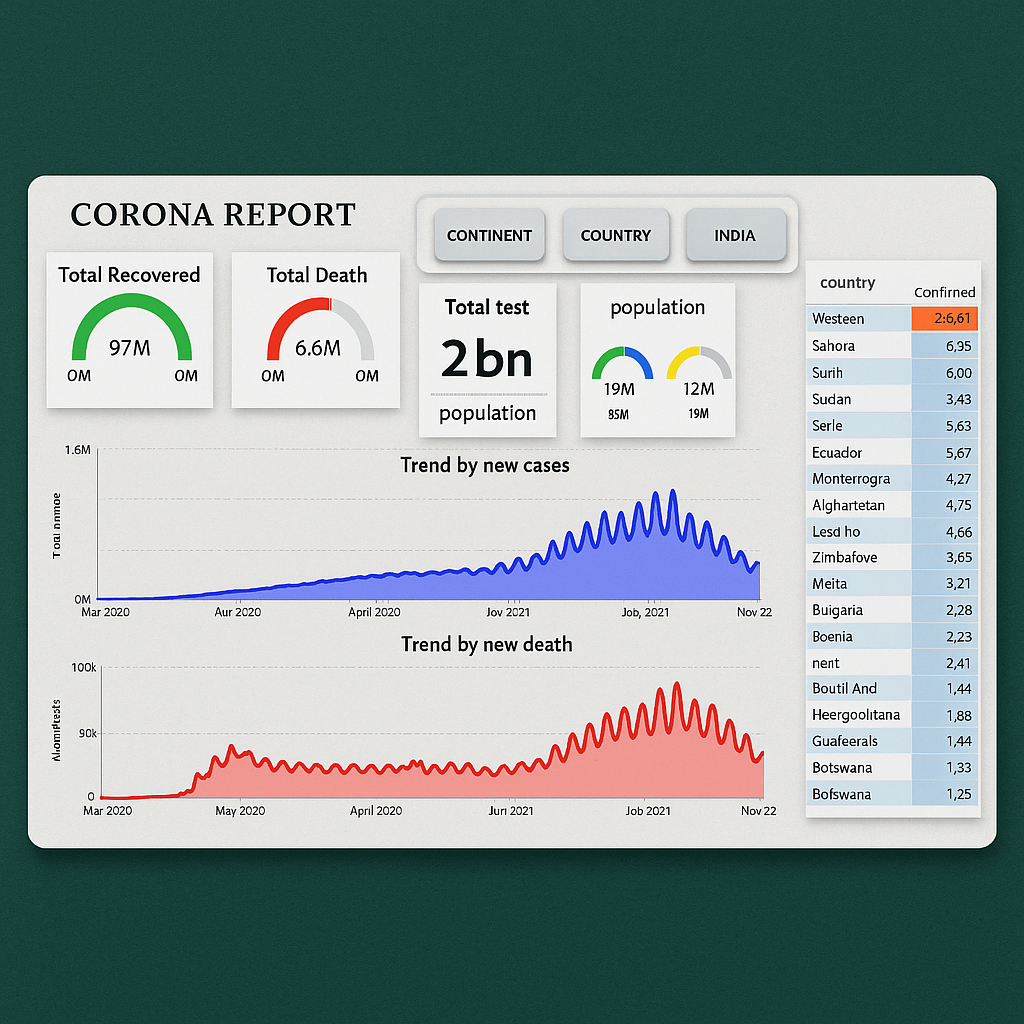 CORONA REPORT
CONTINENT
COUNTRY
INDIA
Total Recovered
97M
0M
0M
Total Death
6.6M
0M
0M
Total test
2bn
population
population
19M
85M
12M
19M
country Confirned
Westeen 2:6,61
Sahora 6,95
Surih 6,00
Sudan 3,43
Serle 5,63
Ecuador 5,67
Monterrogra 4,27
Alghartetan 4,75
Lesd ho 4,66
Zimbafove 3,65
Meita 3,21
Buigaria 2,28
Boenia 2,23
nent 2,41
Boutil And 1,44
Heergoolitana 1,88
Guafeerals 1,44
Botswana 1,33
Bofswana 1,25
Trend by new cases
1.6M
0M
Mar 2020
Aur 2020
April 2020
Jov 2021
Job, 2021
Nov 22
Trend by new death
100k
90k
0
Mar 2020
May 2020
April 2020
Jun 2021
Job 2021
Nov 22